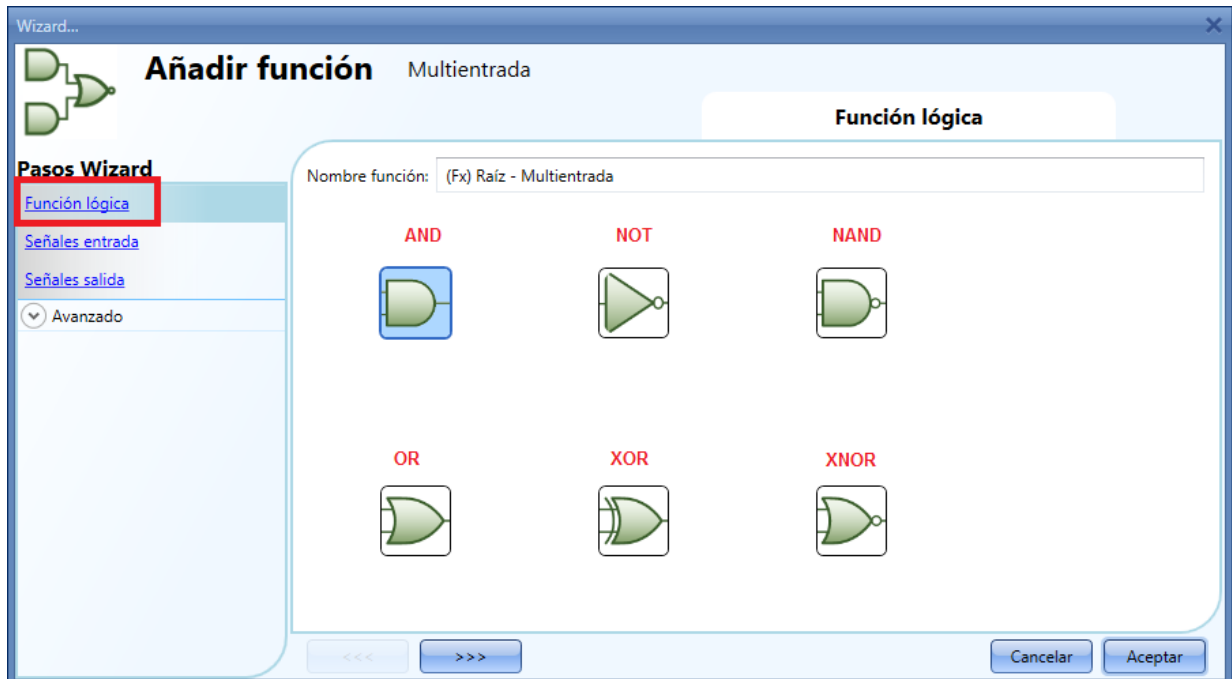 Wizard...
Añadir función Multientrada
Función lógica
Pasos Wizard
Función lógica
Señales entrada
Señales salida
Avanzado
Nombre función: (Fx) Raíz - Multientrada
AND NOT NAND
OR XOR XNOR
<<< >>> Cancelar Aceptar